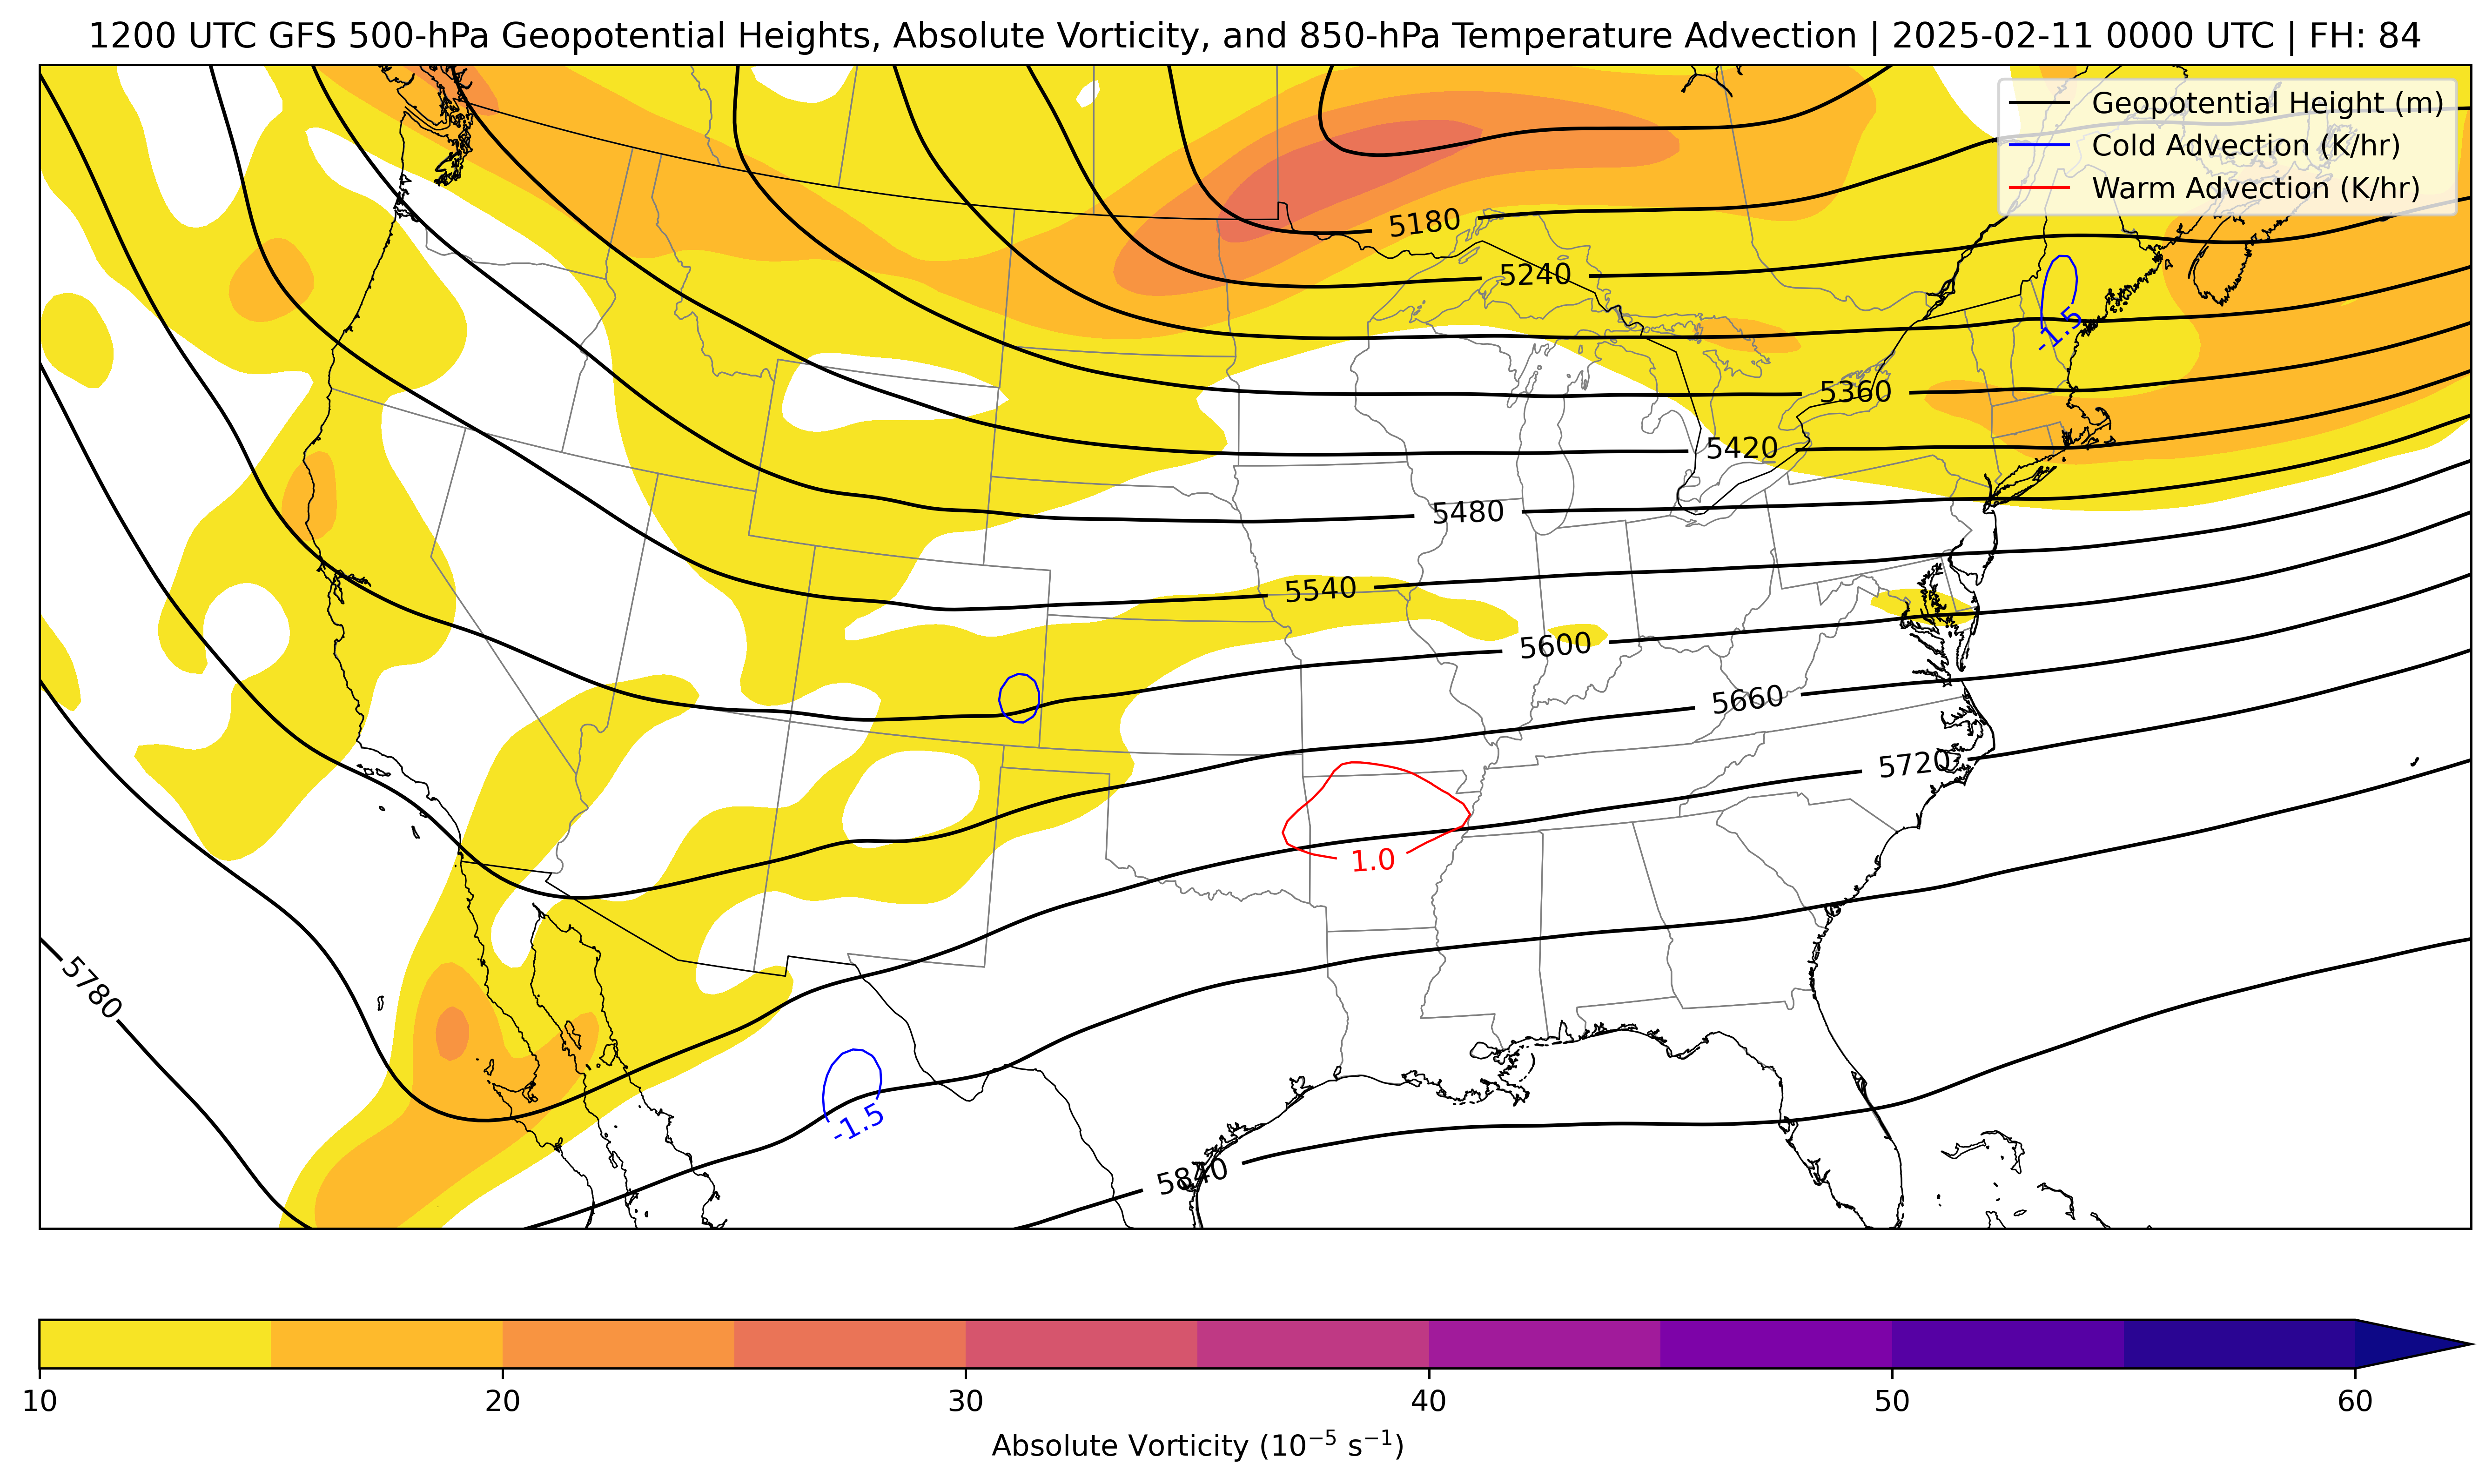 1200 UTC GFS 500-hPa Geopotential Heights, Absolute Vorticity, and 850-hPa Temperature Advection | 2025-02-11 0000 UTC | FH: 84
Geopotential Height (m)
Cold Advection (K/hr)
Warm Advection (K/hr)
5180
5240
-1.5
5360
5420
5480
5540
5600
5660
5720
1.0
5780
-1.5
5840
10 20 30 40 50 60
Absolute Vorticity (10⁻⁵ s⁻¹)